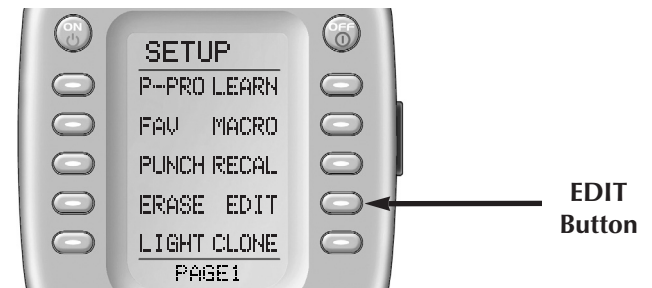 ON
OFF
SETUP
P-PRO LEARN
FAV MACRO
PUNCH RECAL
ERASE EDIT
LIGHT CLONE
PAGE1
EDIT
Button